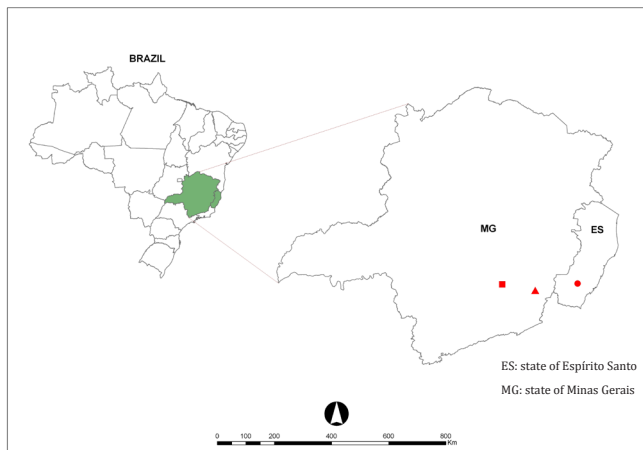 BRAZIL
MG
ES
ES: state of Espírito Santo
MG: state of Minas Gerais
0 200 400 600 800
Km